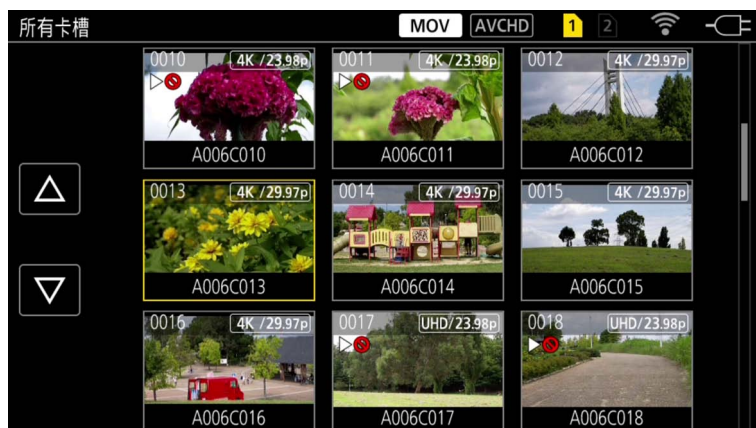 所有卡槽 MOV AVCHD 1 2
0010 4K /23.98p 0011 4K /23.98p 0012 4K /29.97p
A006C010 A006C011 A006C012
0013 4K /29.97p 0014 4K /29.97p 0015 4K /29.97p
A006C013 A006C014 A006C015
0016 4K /29.97p 0017 UHD/23.98p 0018 UHD/23.98p
A006C016 A006C017 A006C018